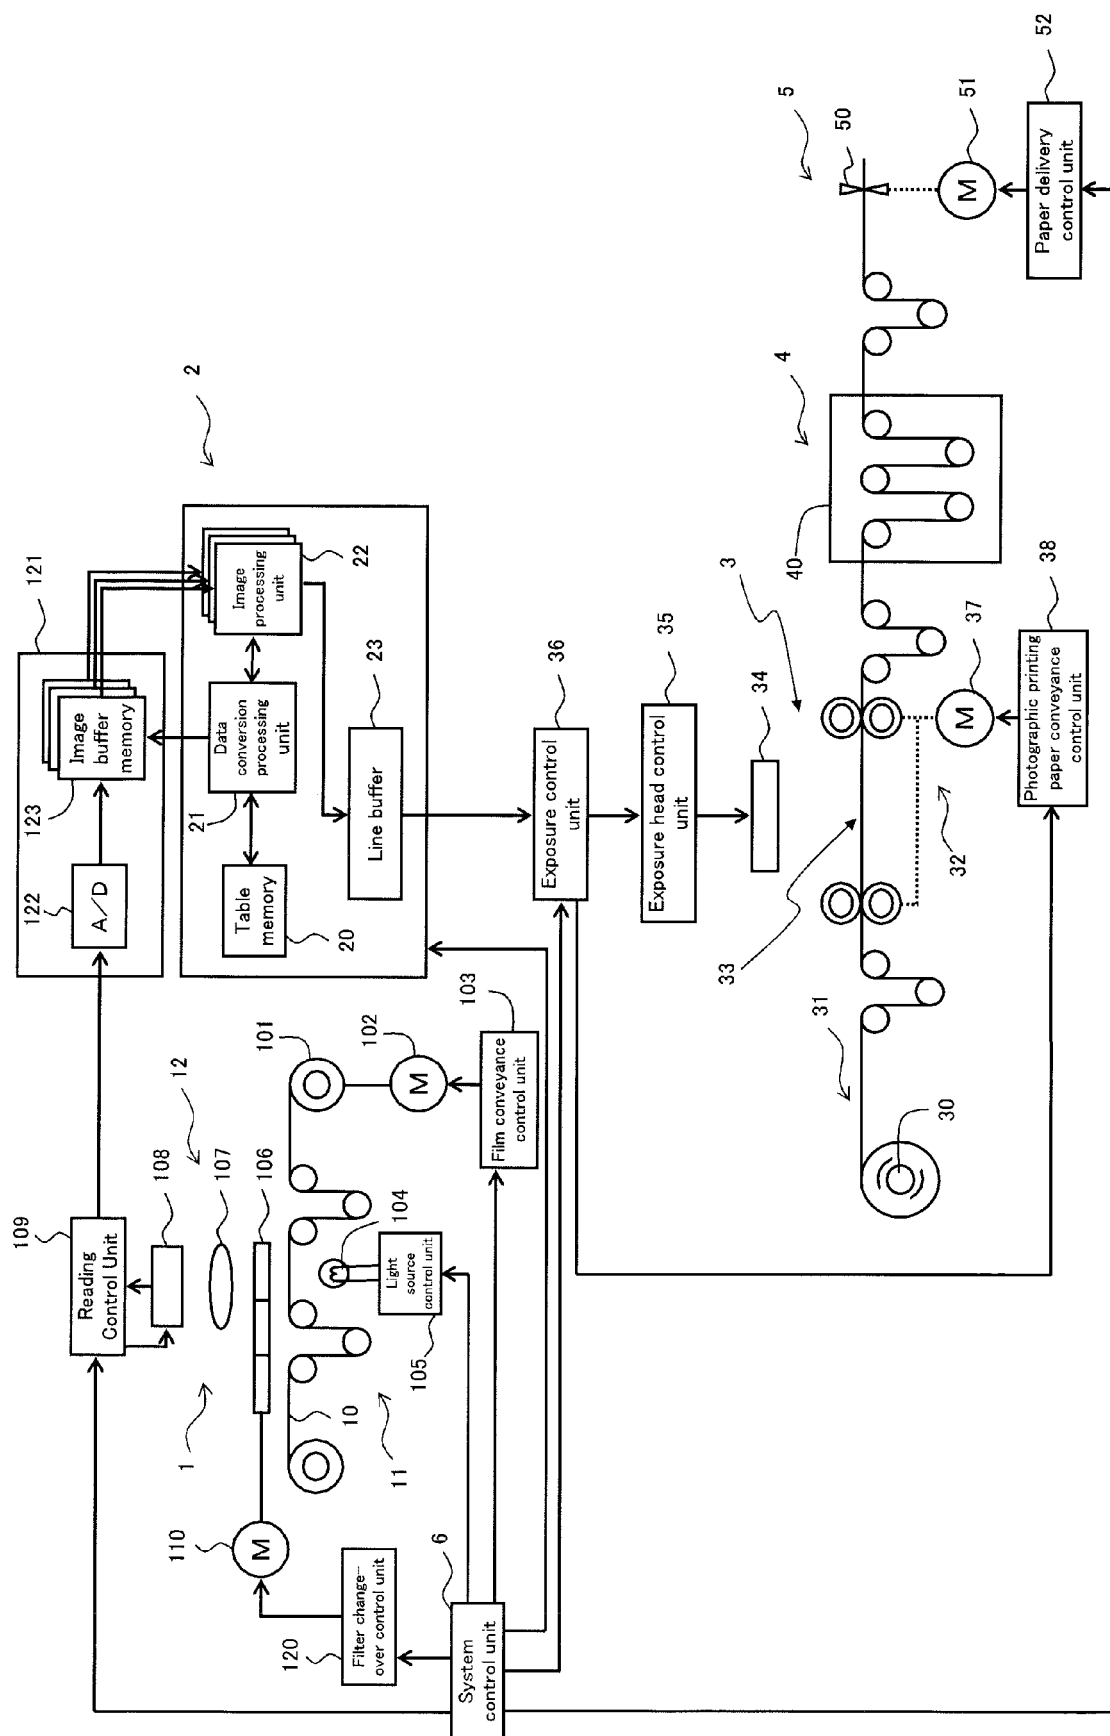 109
Reading
Control Unit
108
12
107
106
1
110
M
10
11
104
Light
source
control unit
105
101
102
M
103
Film conveyance
control unit
120
Filter change-
over control unit
6
System
control unit
121
122
A/D
123
Image
buffer
memory
2
Image
processing
unit
22
Data
conversion
processing
unit
21
Table
memory
20
23
Line buffer
36
Exposure control
unit
35
Exposure head control
unit
34
3
33
32
31
30
37
M
38
Photographic printing
paper conveyance
control unit
4
40
5
50
51
M
52
Paper delivery
control unit